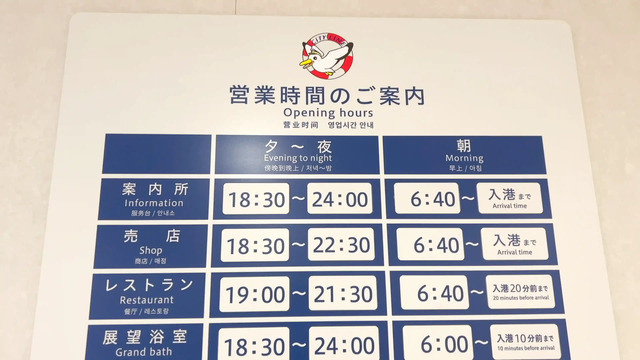 CITY LINE
営業時間のご案内
Opening hours
营业时间 영업시간 안내
夕〜夜
Evening to night
傍晚到晚上 / 저녁~밤
朝
Morning
早上 / 아침
案内所
Information
服务台 / 안내소
18:30〜24:00
6:40〜入港まで
Arrival time
売店
Shop
商店 / 매점
18:30〜22:30
6:40〜入港まで
Arrival time
レストラン
Restaurant
餐厅 / 레스토랑
19:00〜21:30
6:40〜入港20分前まで
20 minutes before arrival
展望浴室
Grand bath
18:30〜24:00
6:00〜入港10分前まで
10 minutes before arrival